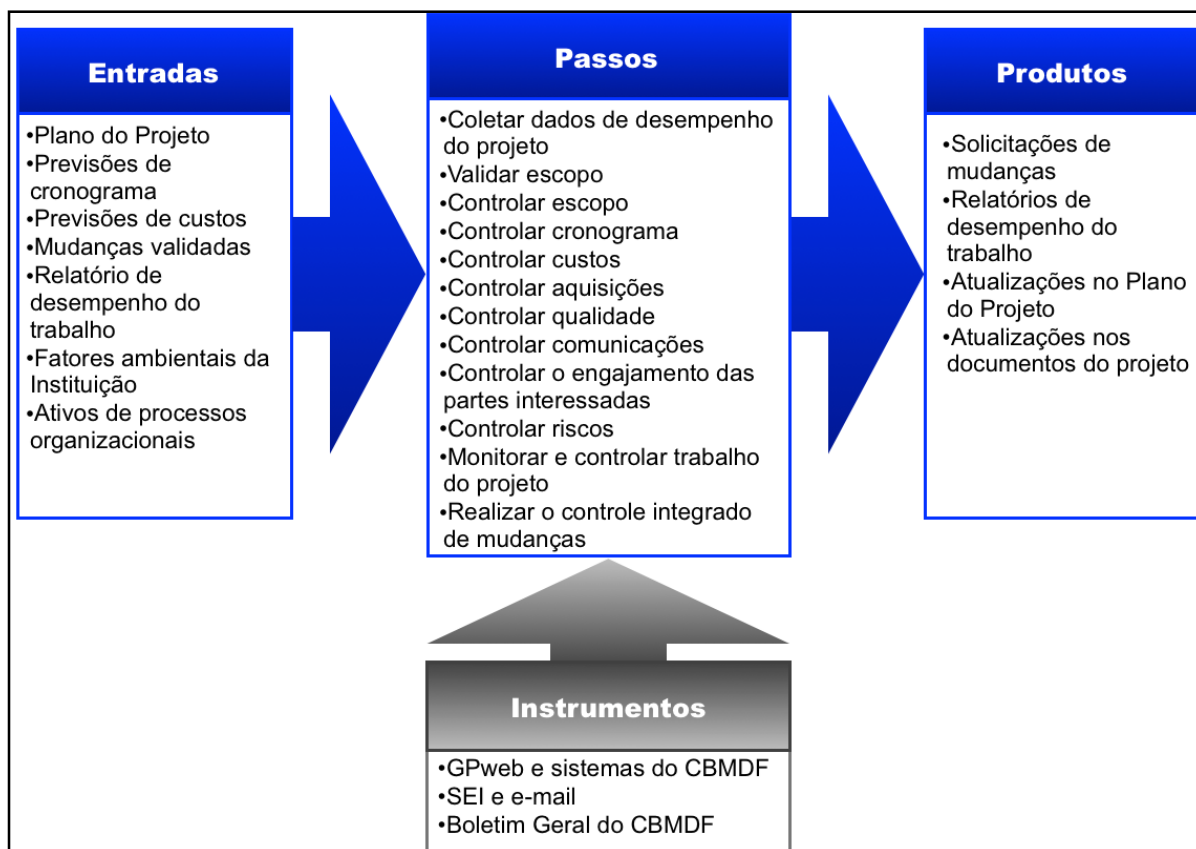 Entradas
•Plano do Projeto
•Previsões de
cronograma
•Previsões de custos
•Mudanças validadas
•Relatório de
desempenho do
trabalho
•Fatores ambientais da
Instituição
•Ativos de processos
organizacionais
Passos
•Coletar dados de desempenho
do projeto
•Validar escopo
•Controlar escopo
•Controlar cronograma
•Controlar custos
•Controlar aquisições
•Controlar qualidade
•Controlar comunicações
•Controlar o engajamento das
partes interessadas
•Controlar riscos
•Monitorar e controlar trabalho
do projeto
•Realizar o controle integrado
de mudanças
Produtos
•Solicitações de
mudanças
•Relatórios de
desempenho do
trabalho
•Atualizações no Plano
do Projeto
•Atualizações nos
documentos do projeto
Instrumentos
•GPweb e sistemas do CBMDF
•SEI e e-mail
•Boletim Geral do CBMDF